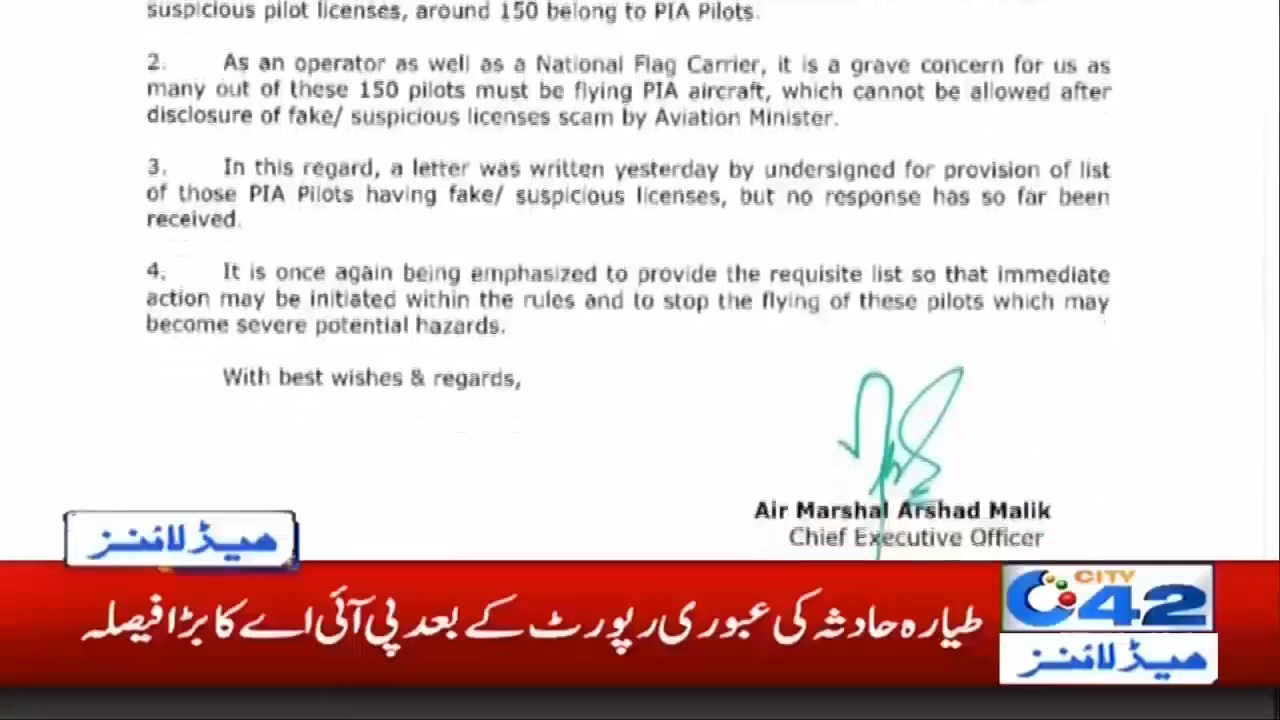 suspicious pilot licenses, around 150 belong to PIA Pilots.
2. As an operator as well as a National Flag Carrier, it is a grave concern for us as
many out of these 150 pilots must be flying PIA aircraft, which cannot be allowed after
disclosure of fake/ suspicious licenses scam by Aviation Minister.
3. In this regard, a letter was written yesterday by undersigned for provision of list
of those PIA Pilots having fake/ suspicious licenses, but no response has so far been
received.
4. It is once again being emphasized to provide the requisite list so that immediate
action may be initiated within the rules and to stop the flying of these pilots which may
become severe potential hazards.
With best wishes & regards,
Air Marshal Arshad Malik
Chief Executive Officer
ہیڈ لائنز
طیارہ حادثہ کی عبوری رپورٹ کے بعد پی آئی اے کا بڑا فیصلہ
CITY
42
ہیڈ لائنز